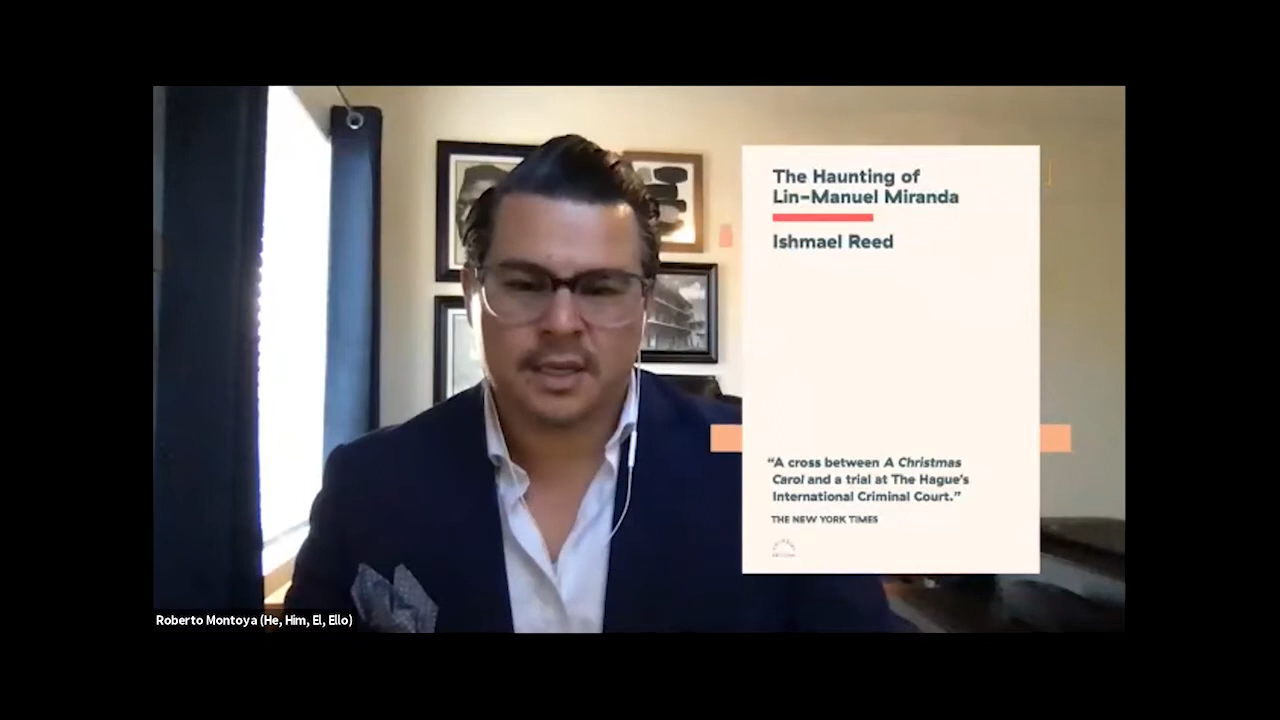 The Haunting of
Lin-Manuel Miranda
Ishmael Reed
“A cross between A Christmas
Carol and a trial at The Hague’s
International Criminal Court.”
THE NEW YORK TIMES
Roberto Montoya (He, Him, El, Ello)